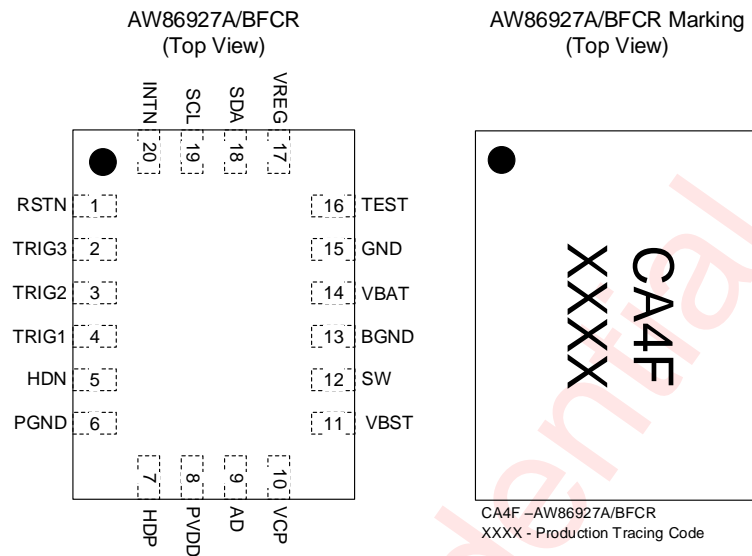 AW86927A/BFCR
(Top View)
INTN
SCL
SDA
VREG
20
19
18
17
RSTN 1
TRIG3 2
TRIG2 3
TRIG1 4
HDN 5
PGND 6
16 TEST
15 GND
14 VBAT
13 BGND
12 SW
11 VBST
7
8
9
10
HDP
PVDD
AD
VCP
AW86927A/BFCR Marking
(Top View)
CA4F
XXXX
CA4F –AW86927A/BFCR
XXXX - Production Tracing Code